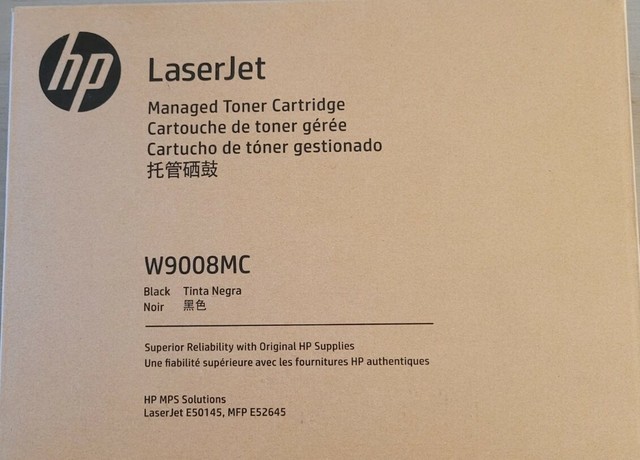 hp
LaserJet
Managed Toner Cartridge
Cartouche de toner gérée
Cartucho de tóner gestionado
托管硒鼓
W9008MC
Black Tinta Negra
Noir 黑色
Superior Reliability with Original HP Supplies
Une fiabilité supérieure avec les fournitures HP authentiques
HP MPS Solutions
LaserJet E50145, MFP E52645